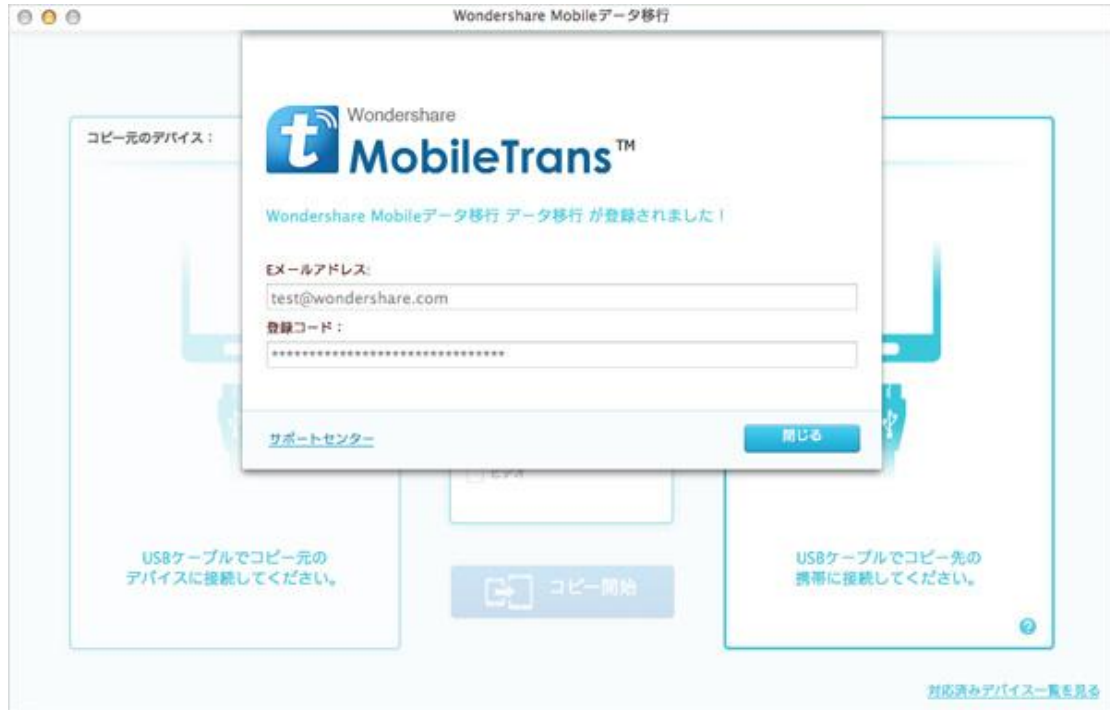 Wondershare Mobileデータ移行
Wondershare
MobileTrans™
コピー元のデバイス：
Wondershare Mobileデータ移行 データ移行 が登録されました！
Eメールアドレス:
test@wondershare.com
登録コード：
*******************************
サポートセンター
閉じる
ビデオ
USBケーブルでコピー元の
デバイスに接続してください。
コピー開始
USBケーブルでコピー先の
携帯に接続してください。
?
対応済みデバイス一覧を見る